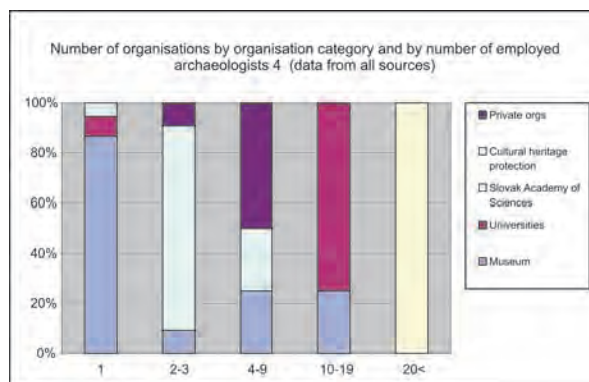 Number of organisations by organisation category and by number of employed
archaeologists 4 (data from all sources)
100%
80%
60%
40%
20%
0%
1
2-3
4-9
10-19
20<
Private orgs
Cultural heritage
protection
Slovak Academy of
Sciences
Universities
Museum